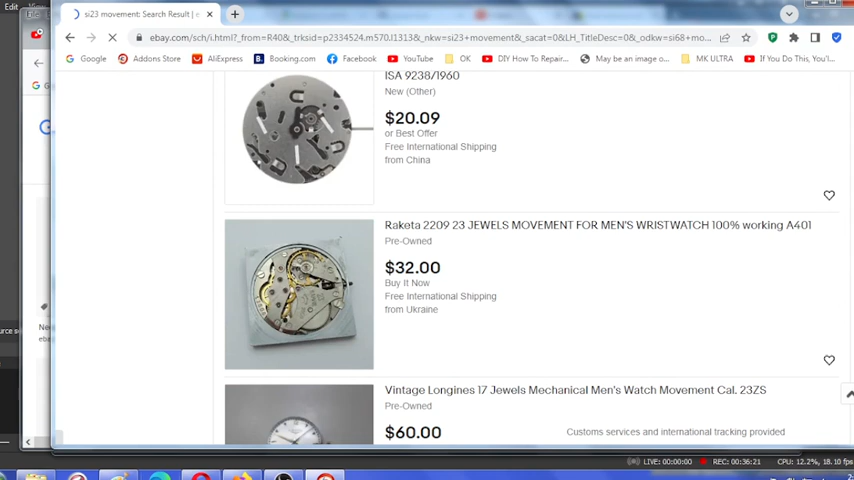 Edit
File
si23 movement: Search Result | e
ebay.com/sch/i.html?_from=R40&_trksid=p2334524.m570.l1313&_nkw=si23+movement&_sacat=0&LH_TitleDesc=0&_odkw=si68+mo...
Google Addons Store AliExpress Booking.com Facebook YouTube OK DIY How To Repair... May be an image o... MK ULTRA If You Do This, You'l...
ISA 9238/1960
New (Other)
$20.09
or Best Offer
Free International Shipping
from China
Raketa 2209 23 JEWELS MOVEMENT FOR MEN'S WRISTWATCH 100% working A401
Pre-Owned
$32.00
Buy It Now
Free International Shipping
from Ukraine
Vintage Longines 17 Jewels Mechanical Men's Watch Movement Cal. 23ZS
Pre-Owned
$60.00
Customs services and international tracking provided
LIVE: 00:00:00 REC: 00:36:21 CPU: 12.2%, 18.10 fps